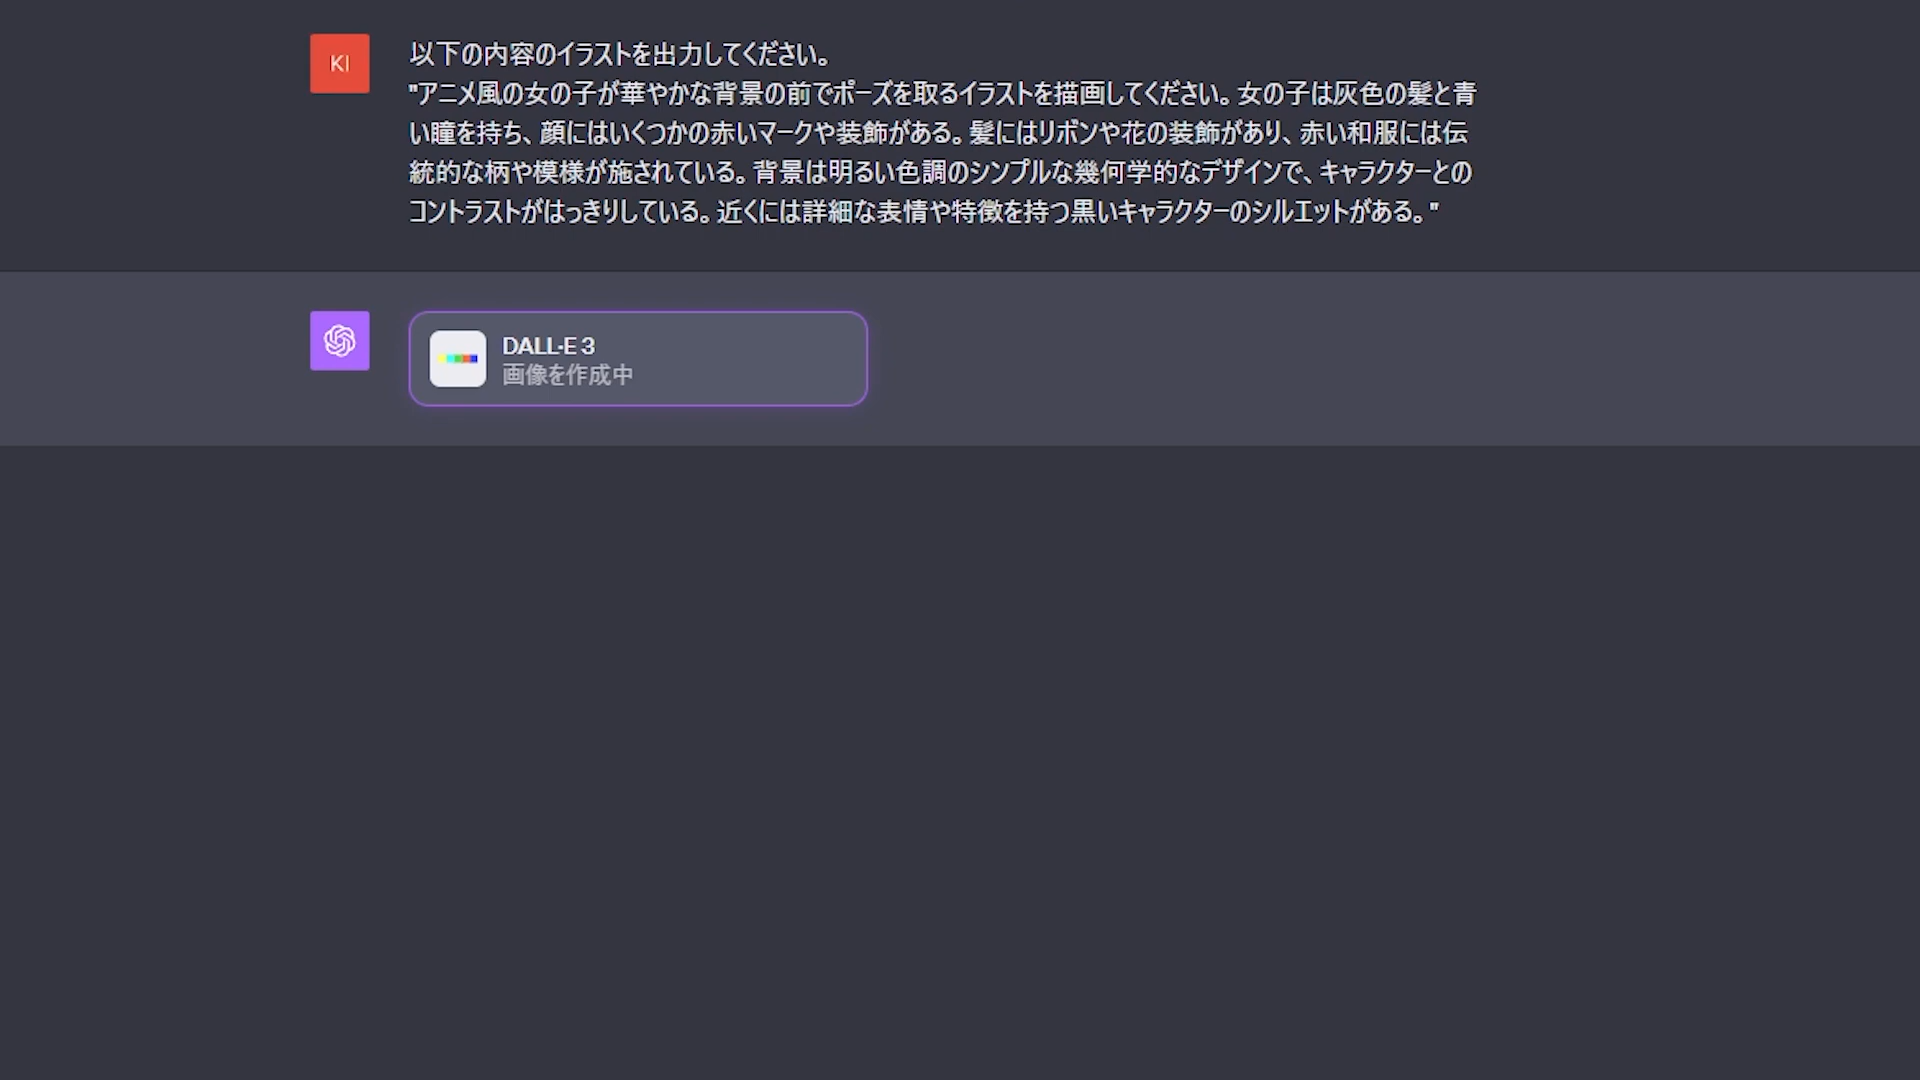 KI
以下の内容のイラストを出力してください。
"アニメ風の女の子が華やかな背景の前でポーズを取るイラストを描画してください。女の子は灰色の髪と青
い瞳を持ち、顔にはいくつかの赤いマークや装飾がある。髪にはリボンや花の装飾があり、赤い和服には伝
統的な柄や模様が施されている。背景は明るい色調のシンプルな幾何学的なデザインで、キャラクターとの
コントラストがはっきりしている。近くには詳細な表情や特徴を持つ黒いキャラクターのシルエットがある。"
DALL·E 3
画像を作成中